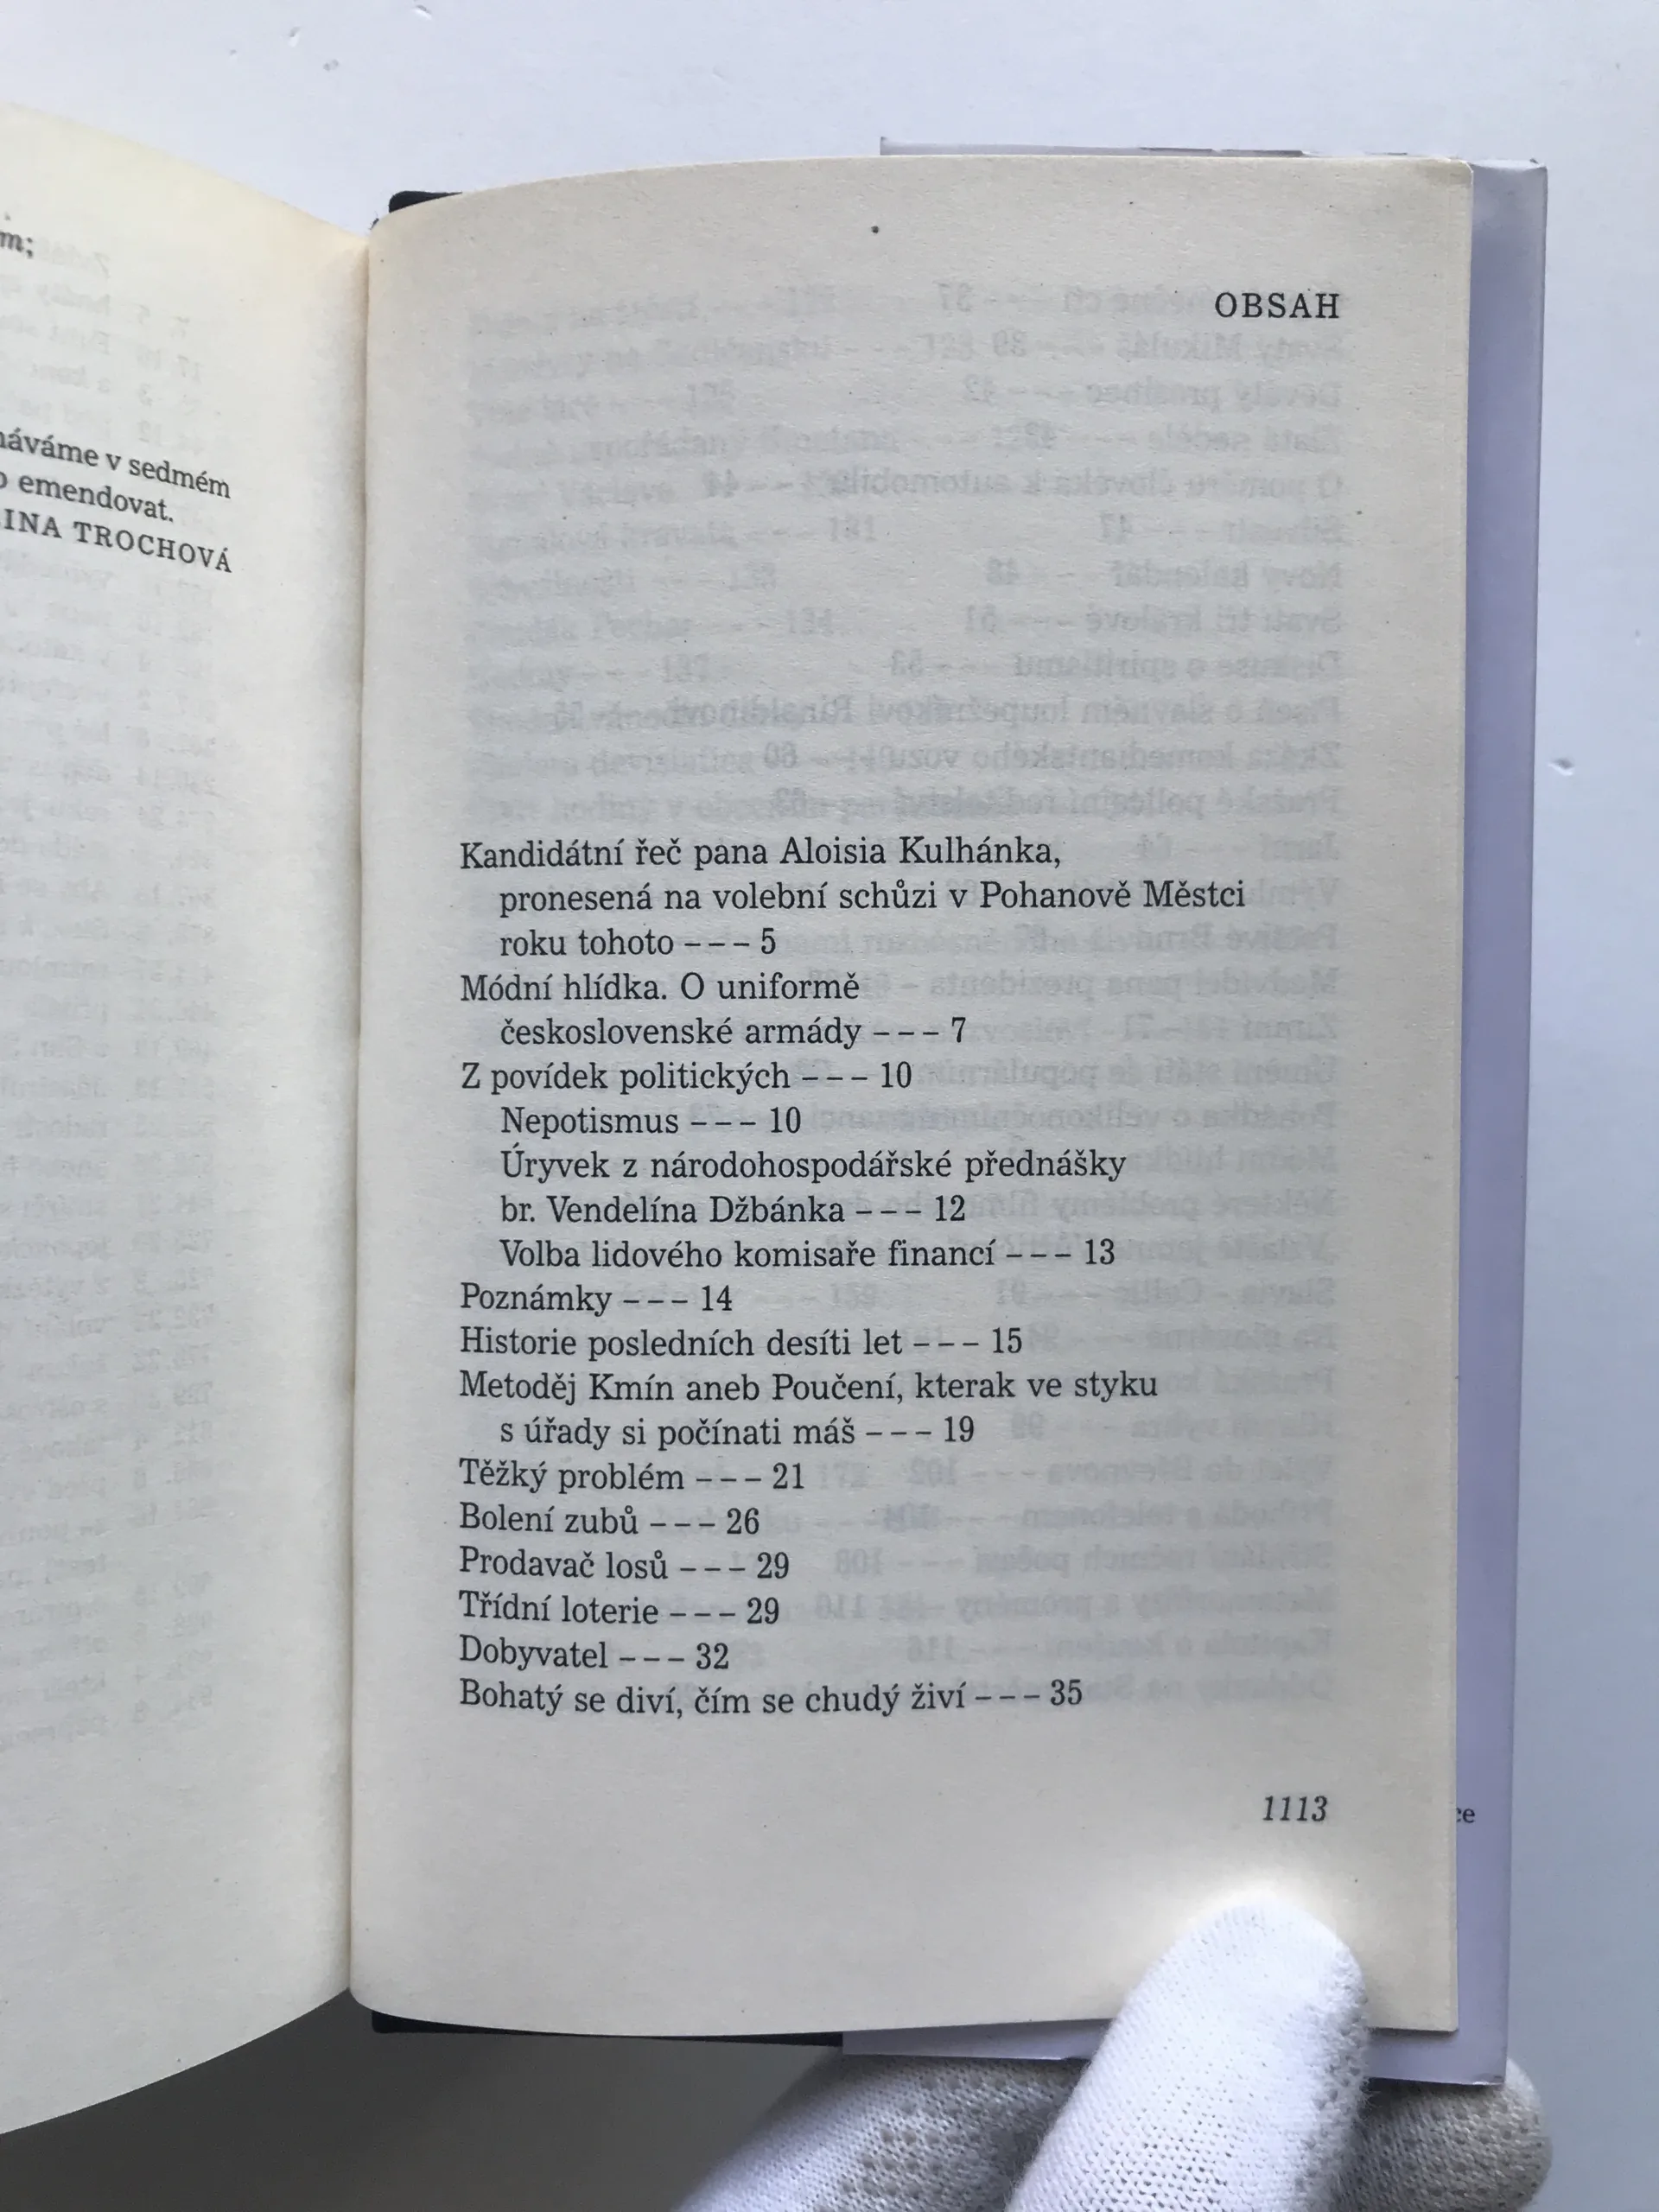 m;
náváme v sedmém
emendovat.
INA TROCHOVÁ
OBSAH
Kandidátní řeč pana Aloisia Kulhánka,
pronesená na volební schůzi v Pohanově Městci
roku tohoto – – – 5
Módní hlídka. O uniformě
československé armády – – – 7
Z povídek politických – – – 10
Nepotismus – – – 10
Úryvek z národohospodářské přednášky
br. Vendelína Džbánka – – – 12
Volba lidového komisaře financí – – – 13
Poznámky – – – 14
Historie posledních desíti let – – – 15
Metoděj Kmín aneb Poučení, kterak ve styku
s úřady si počínati máš – – – 19
Těžký problém – – – 21
Bolení zubů – – – 26
Prodavač losů – – – 29
Třídní loterie – – – 29
Dobyvatel – – – 32
Bohatý se diví, čím se chudý živí – – – 35
1113
ce